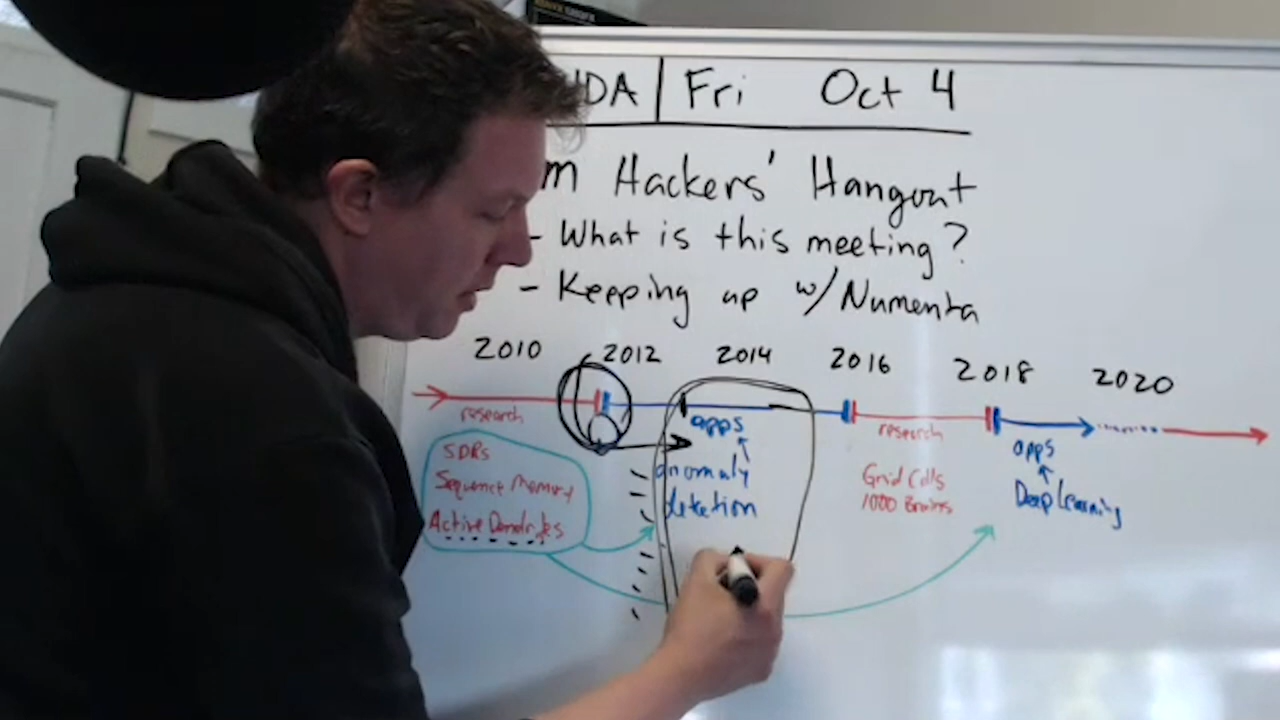 NDA | Fri Oct 4
m Hackers' Hangout
- What is this meeting?
- Keeping up w/ Numenta
2010 2012 2014 2016 2018 2020
research apps research apps
SDRs
Sequence Memory
Active Dendrites
anomaly
detection
Grid Cells
1000 Brains
Deep Learning